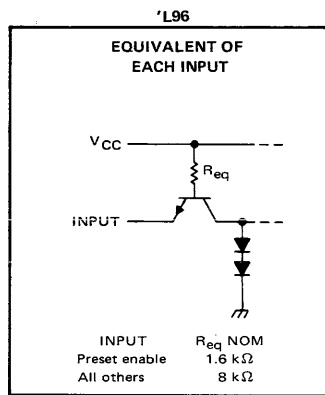 'L96
EQUIVALENT OF
EACH INPUT
VCC
Req
INPUT
INPUT Req NOM
Preset enable 1.6 kΩ
All others 8 kΩ